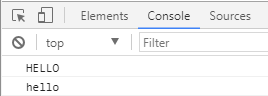 Elements Console Sources
top ▼ Filter
HELLO
hello